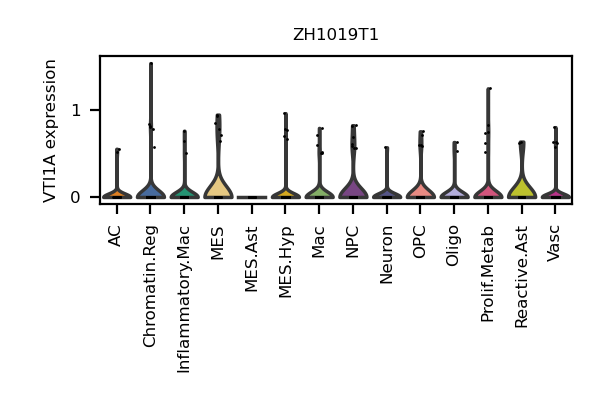 ZH1019T1
VTI1A expression
1
0
AC
Chromatin.Reg
Inflammatory.Mac
MES
MES.Ast
MES.Hyp
Mac
NPC
Neuron
OPC
Oligo
Prolif.Metab
Reactive.Ast
Vasc